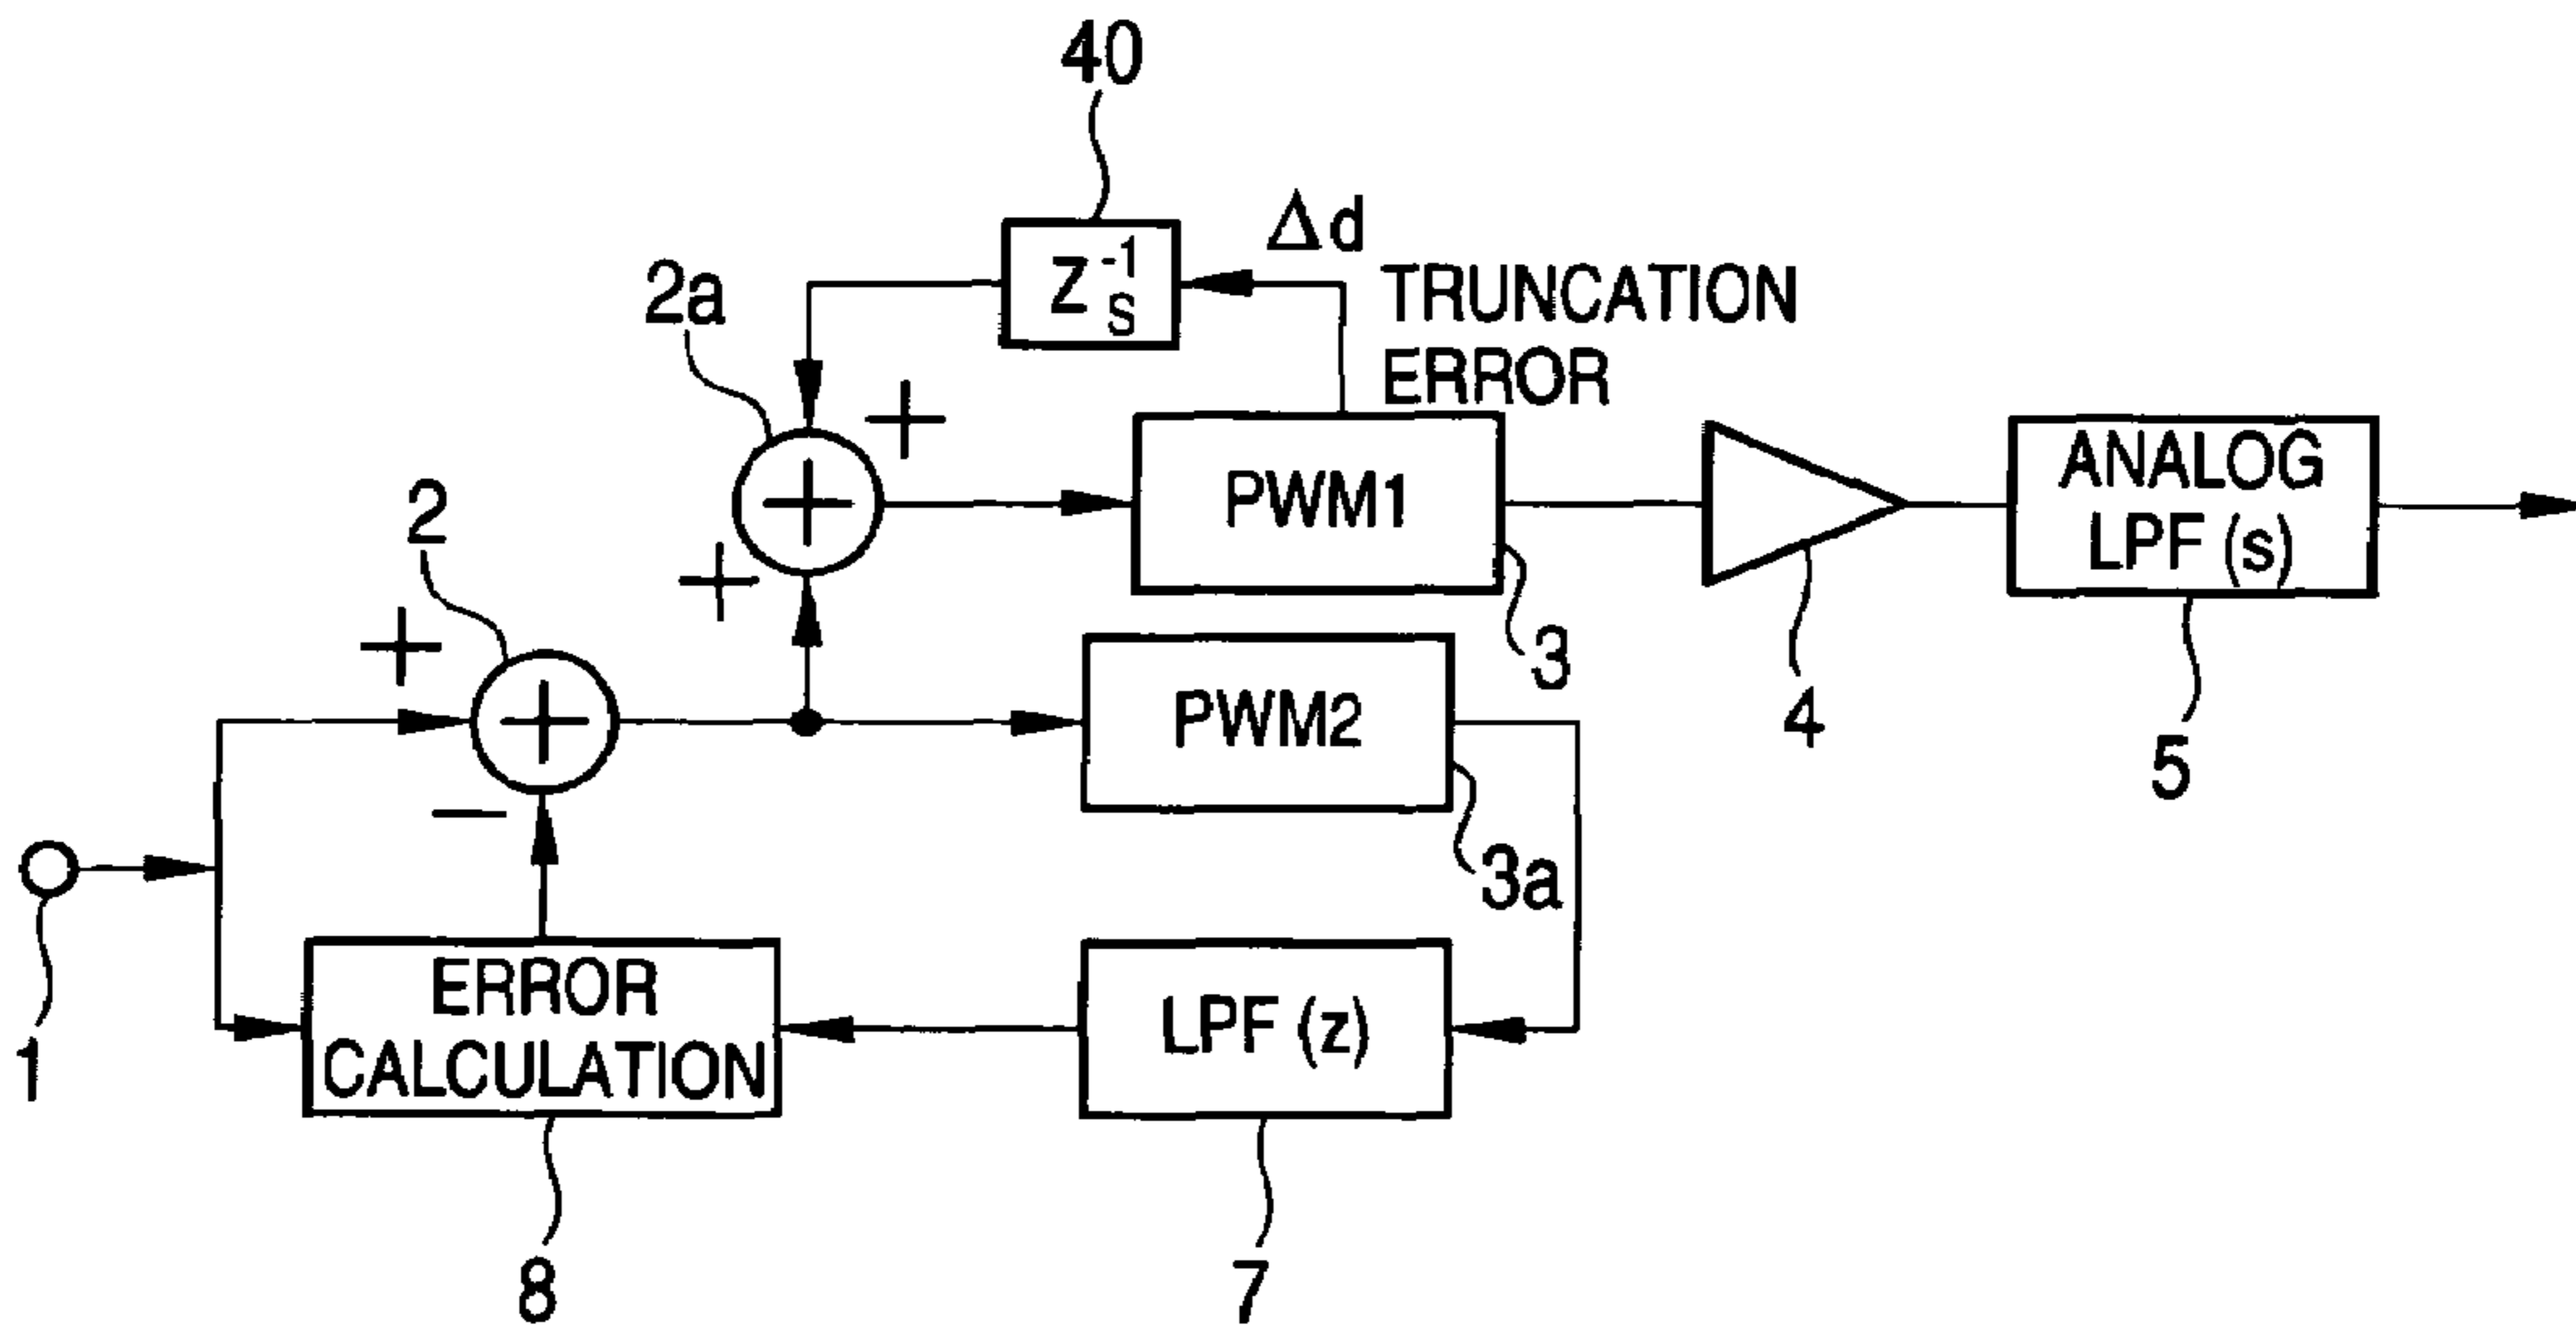 40
Δd
Z⁻¹S
TRUNCATION
ERROR
2a
+
+
PWM1
ANALOG
LPF (s)
2
+
+
3
4
5
+
+
PWM2
−
3a
1
ERROR
CALCULATION
LPF (z)
8
7